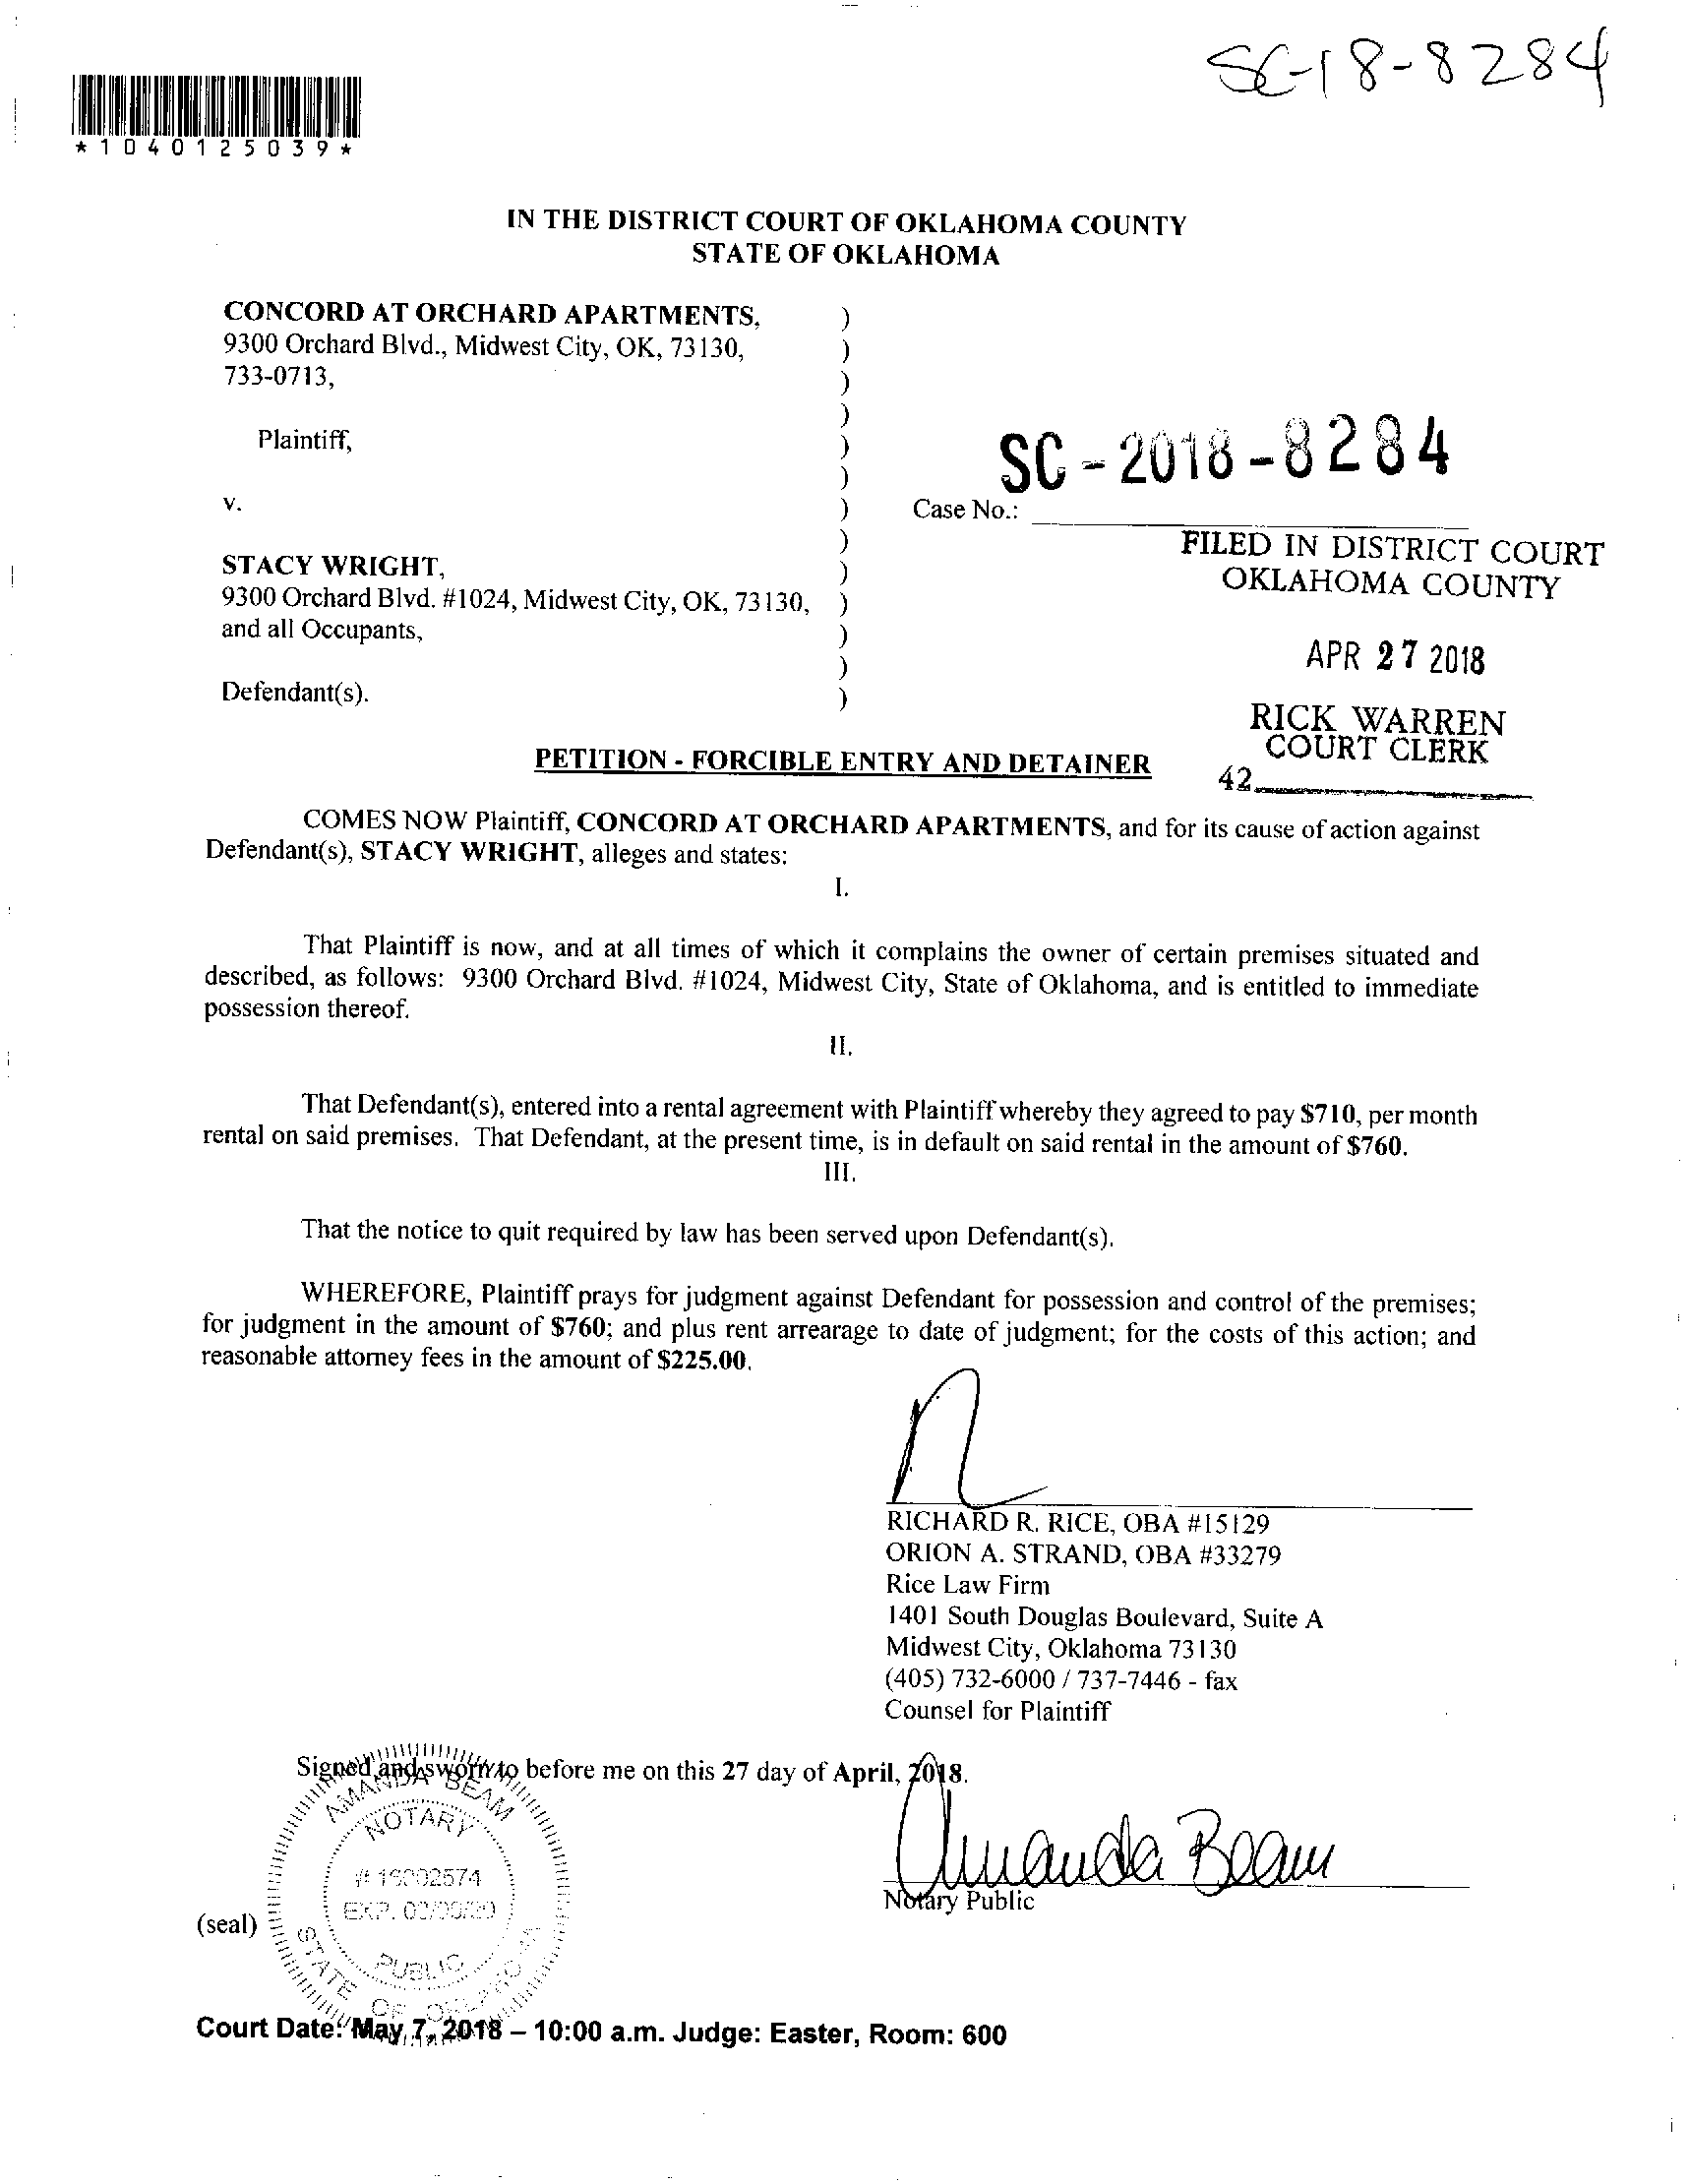 SC-18-8284
*1040125039*
IN THE DISTRICT COURT OF OKLAHOMA COUNTY
STATE OF OKLAHOMA
CONCORD AT ORCHARD APARTMENTS, )
9300 Orchard Blvd., Midwest City, OK, 73130, )
733-0713, )
)
Plaintiff, )
)
v. )
)
STACY WRIGHT, )
9300 Orchard Blvd. #1024, Midwest City, OK, 73130, )
and all Occupants, )
)
Defendant(s). )
SC-2018-8284
Case No.:
FILED IN DISTRICT COURT
OKLAHOMA COUNTY
APR 27 2018
RICK WARREN
COURT CLERK
42
PETITION - FORCIBLE ENTRY AND DETAINER
COMES NOW Plaintiff, CONCORD AT ORCHARD APARTMENTS, and for its cause of action against
Defendant(s), STACY WRIGHT, alleges and states:
I.
That Plaintiff is now, and at all times of which it complains the owner of certain premises situated and
described, as follows: 9300 Orchard Blvd. #1024, Midwest City, State of Oklahoma, and is entitled to immediate
possession thereof.
II.
That Defendant(s), entered into a rental agreement with Plaintiff whereby they agreed to pay $710, per month
rental on said premises. That Defendant, at the present time, is in default on said rental in the amount of $760.
III.
That the notice to quit required by law has been served upon Defendant(s).
WHEREFORE, Plaintiff prays for judgment against Defendant for possession and control of the premises;
for judgment in the amount of $760; and plus rent arrearage to date of judgment; for the costs of this action; and
reasonable attorney fees in the amount of $225.00.
RICHARD R. RICE, OBA #15129
ORION A. STRAND, OBA #33279
Rice Law Firm
1401 South Douglas Boulevard, Suite A
Midwest City, Oklahoma 73130
(405) 732-6000 / 737-7446 - fax
Counsel for Plaintiff
Signed and sworn to before me on this 27 day of April, 2018.
Amanda Beam
Notary Public
AMANDA BEAM
NOTARY
EXP.
PUBLIC
STATE OF
(seal)
Court Date: May 7, 2018 – 10:00 a.m. Judge: Easter, Room: 600